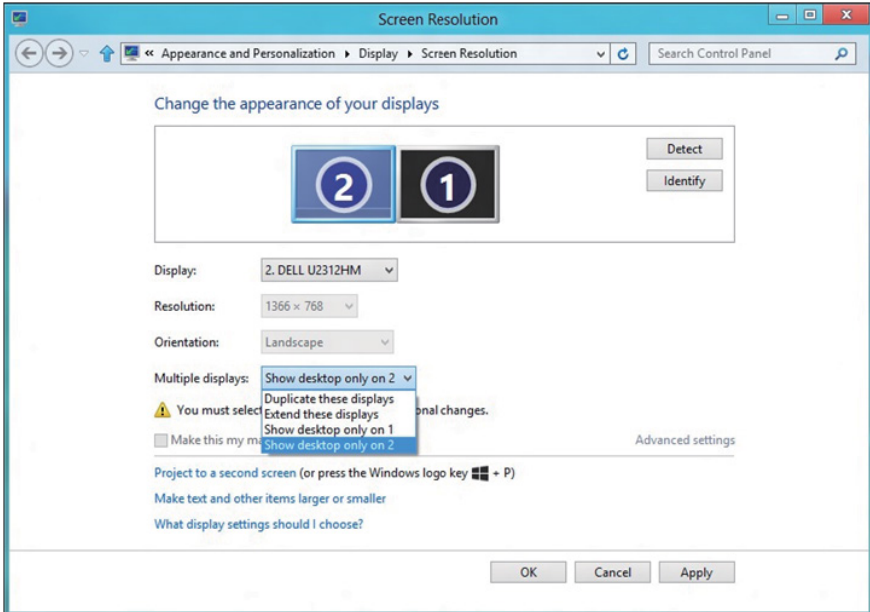 Screen Resolution
« Appearance and Personalization ▸ Display ▸ Screen Resolution
Search Control Panel
Change the appearance of your displays
2
1
Detect
Identify
Display: 2. DELL U2312HM
Resolution: 1366 × 768
Orientation: Landscape
Multiple displays: Show desktop only on 2
Duplicate these displays
You must selec onal changes.
Extend these displays
Show desktop only on 1
Make this my m
Show desktop only on 2
Advanced settings
Project to a second screen (or press the Windows logo key + P)
Make text and other items larger or smaller
What display settings should I choose?
OK Cancel Apply